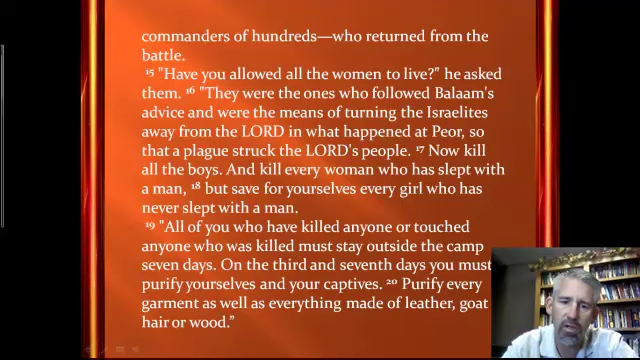 commanders of hundreds—who returned from the
battle.
15 "Have you allowed all the women to live?" he asked
them. 16 "They were the ones who followed Balaam's
advice and were the means of turning the Israelites
away from the LORD in what happened at Peor, so
that a plague struck the LORD's people. 17 Now kill
all the boys. And kill every woman who has slept with
a man, 18 but save for yourselves every girl who has
never slept with a man.
19 "All of you who have killed anyone or touched
anyone who was killed must stay outside the camp
seven days. On the third and seventh days you must
purify yourselves and your captives. 20 Purify every
garment as well as everything made of leather, goat
hair or wood."